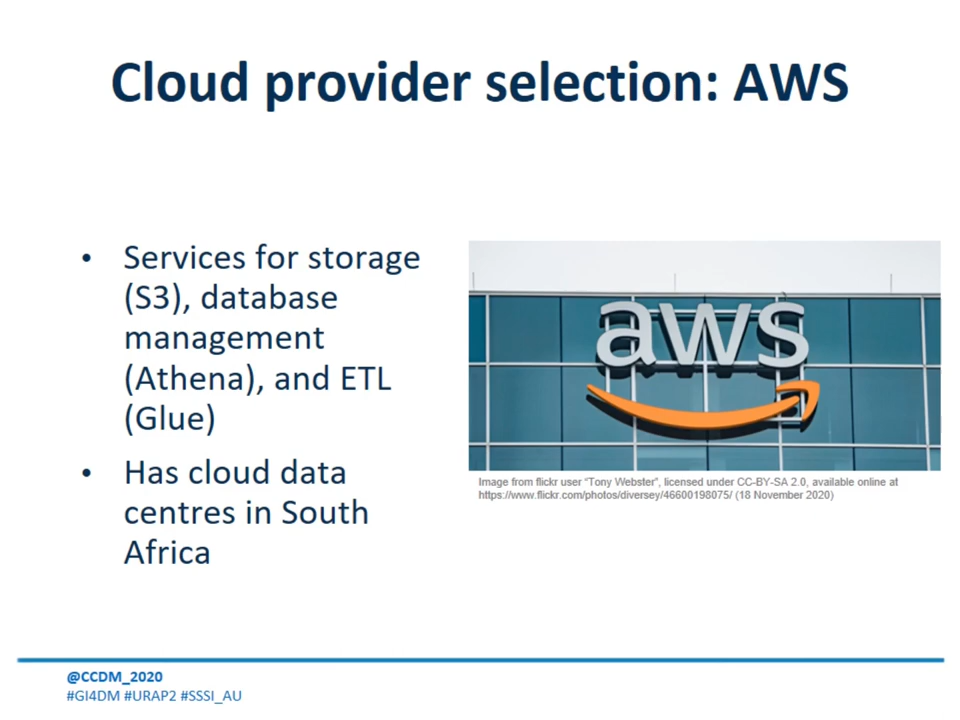 Cloud provider selection: AWS
• Services for storage
(S3), database
management
(Athena), and ETL
(Glue)
• Has cloud data
centres in South
Africa
aws
Image from flickr user “Tony Webster”, licensed under CC-BY-SA 2.0, available online at
https://www.flickr.com/photos/diversey/46600198075/ (18 November 2020)
@CCDM_2020
#GI4DM #URAP2 #SSSI_AU